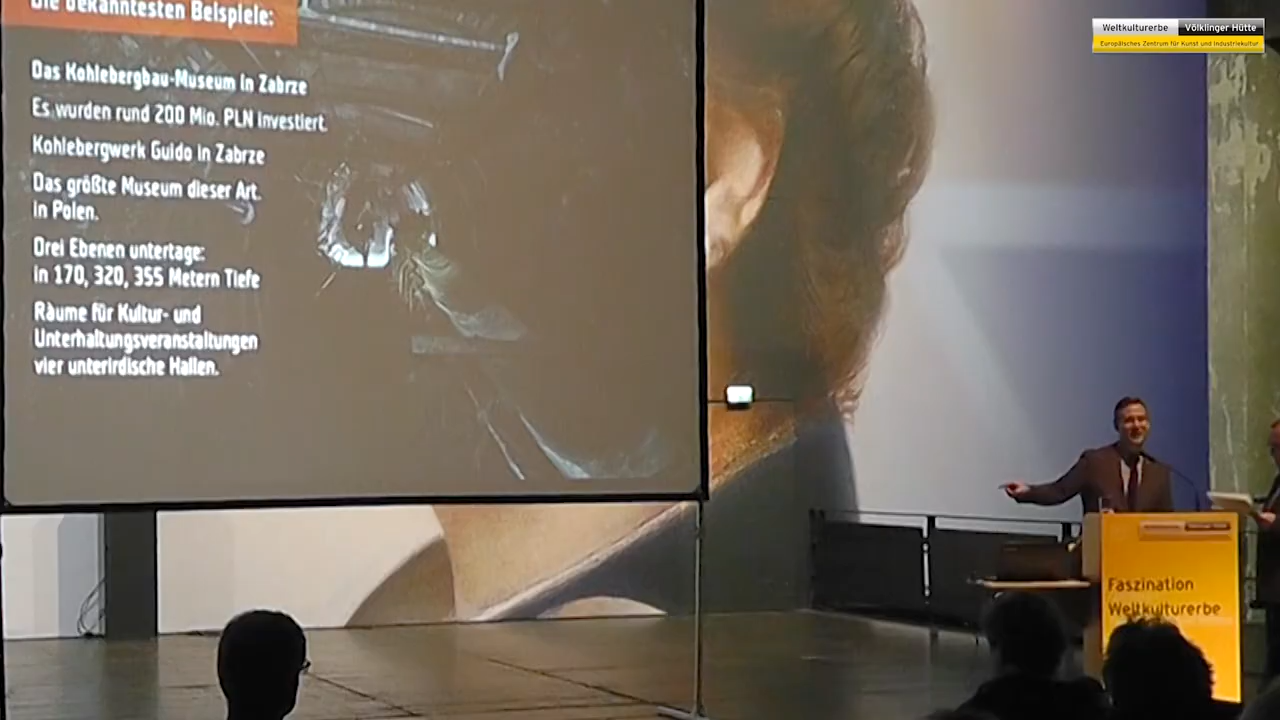 Die bekanntesten Beispiele:
Das Kohlebergbau-Museum in Zabrze
Es wurden rund 200 Mio. PLN investiert.
Kohlebergwerk Guido in Zabrze
Das größte Museum dieser Art.
in Polen.
Drei Ebenen untertage:
in 170, 320, 355 Metern Tiefe
Räume für Kultur- und
Unterhaltungsveranstaltungen
vier unterirdische Hallen.
Weltkulturerbe Völklinger Hütte
Europäisches Zentrum für Kunst und Industriekultur
Faszination
Weltkulturerbe